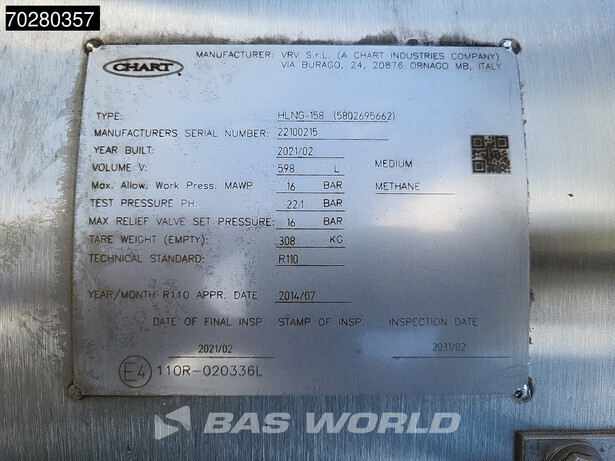 70280357
CHART
MANUFACTURER: VRV S.r.L. (A CHART INDUSTRIES COMPANY)
VIA BURAGO, 24, 20876 ORNAGO MB, ITALY
TYPE: HLNG-158 (5802695662)
MANUFACTURERS SERIAL NUMBER: 22100215
YEAR BUILT: 2021/02
VOLUME V: 598 L MEDIUM
Max. Allow. Work Press. MAWP 16 BAR METHANE
TEST PRESSURE PH: 22.1 BAR
MAX RELIEF VALVE SET PRESSURE: 16 BAR
TARE WEIGHT (EMPTY): 308 KG
TECHNICAL STANDARD: R110
YEAR/MONTH R110 APPR. DATE 2014/07
DATE OF FINAL INSP. STAMP OF INSP. INSPECTION DATE
2021/02 2031/02
E4 110R-020336L
BAS WORLD